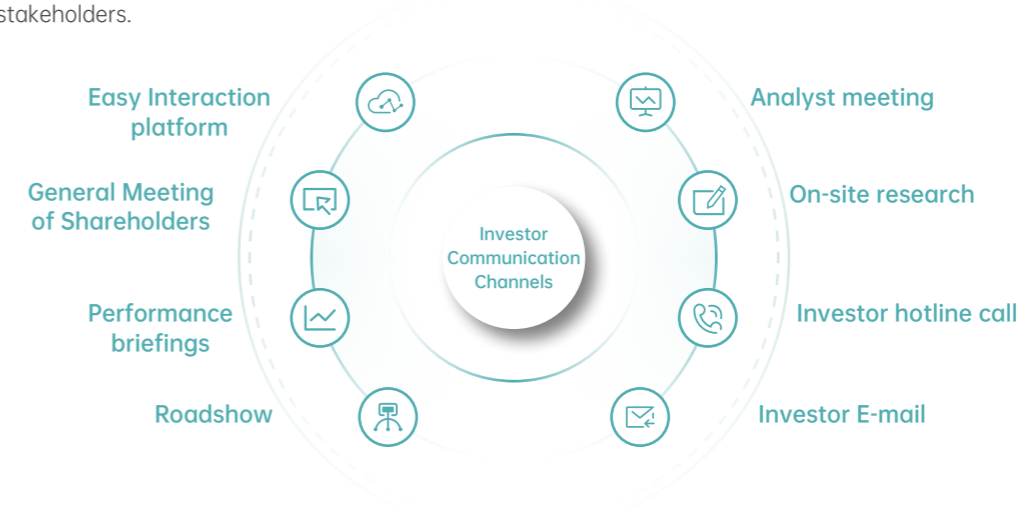 stakeholders.
Easy Interaction
platform
General Meeting
of Shareholders
Performance
briefings
Roadshow
Investor
Communication
Channels
Analyst meeting
On-site research
Investor hotline call
Investor E-mail